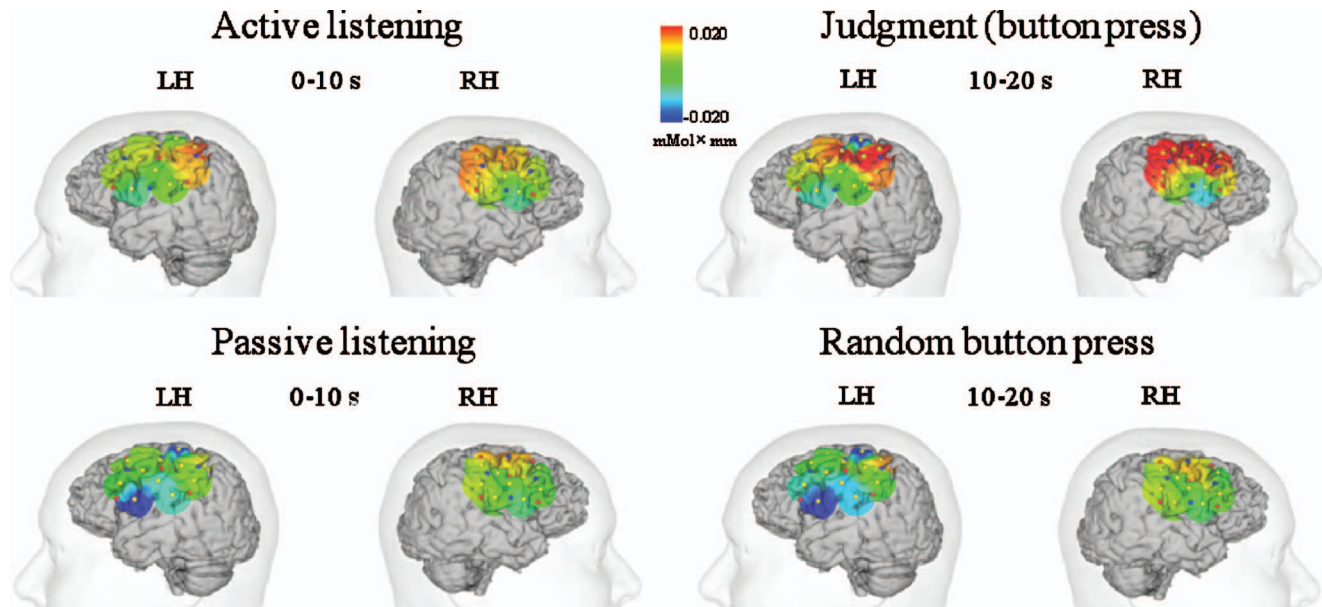 Active listening
LH 0-10 s RH
0.020
-0.020
mMol× mm
Judgment (button press)
LH 10-20 s RH
Passive listening
LH 0-10 s RH
Random button press
LH 10-20 s RH